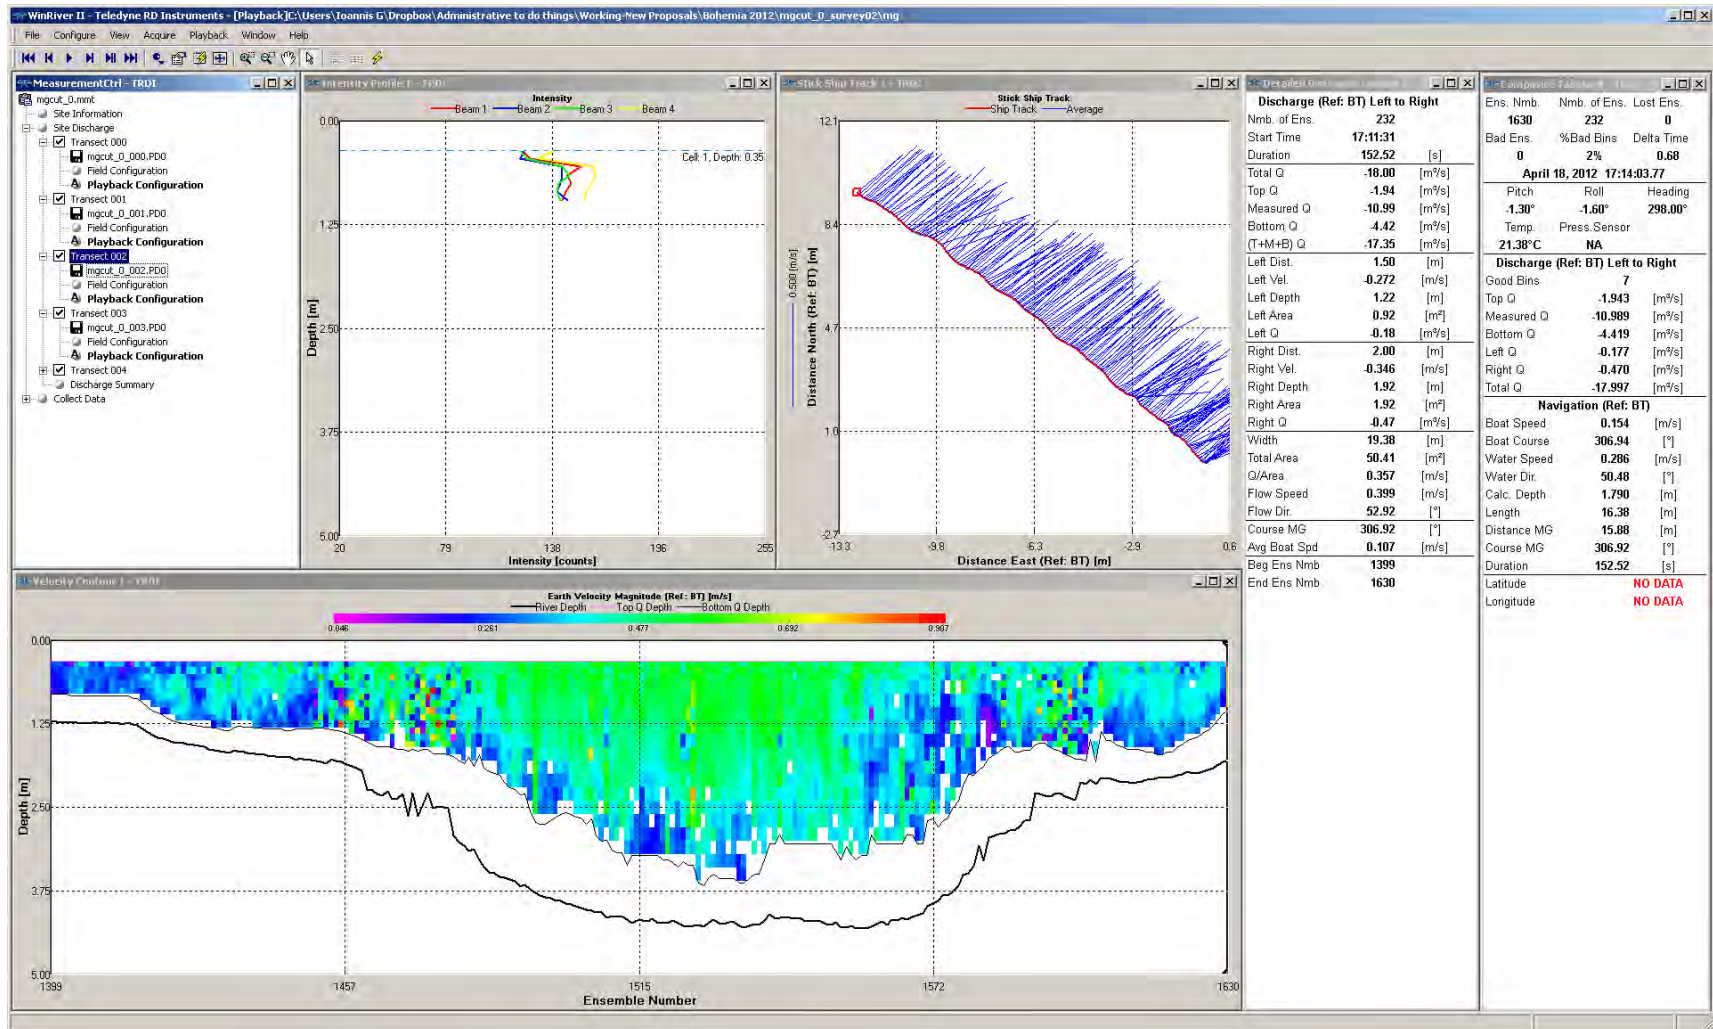 WinRiver II - Teledyne RD Instruments - [Playback]C:\Users\Ioannis G\Dropbox\Administrative to do things\Working-New Proposals\Bohemia 2012\mgcut_0_survey02\mg
File Configure View Acquire Playback Window Help
MeasurementCtrl - TRDI
mgcut_0.mmt
Site Information
Site Discharge
Transect 000
mgcut_0_000.PD0
Field Configuration
Playback Configuration
Transect 001
mgcut_0_001.PD0
Field Configuration
Playback Configuration
Transect 002
mgcut_0_002.PD0
Field Configuration
Playback Configuration
Transect 003
mgcut_0_003.PD0
Field Configuration
Playback Configuration
Transect 004
Discharge Summary
Collect Data
Intensity Profile 1 - TRDI
Intensity
Beam 1 Beam 2 Beam 3 Beam 4
Cell: 1, Depth: 0.35
0.00
1.25
2.50
3.75
5.00
Depth [m]
20 79 138 196 255
Intensity [counts]
Stick Ship Track 1 - TRDI
Stick Ship Track
Ship Track Average
0.500 [m/s]
Distance North (Ref: BT) [m]
12.1
8.4
4.7
1.0
-2.7
-13.3 -9.8 -6.3 -2.9 0.6
Distance East (Ref: BT) [m]
Discharge (Ref: BT) Left to Right
Nmb. of Ens. 232
Start Time 17:11:31
Duration 152.52 [s]
Total Q -18.00 [m³/s]
Top Q -1.94 [m³/s]
Measured Q -10.99 [m³/s]
Bottom Q -4.42 [m³/s]
(T+M+B) Q -17.35 [m³/s]
Left Dist. 1.50 [m]
Left Vel. -0.272 [m/s]
Left Depth 1.22 [m]
Left Area 0.92 [m²]
Left Q -0.18 [m³/s]
Right Dist. 2.00 [m]
Right Vel. -0.346 [m/s]
Right Depth 1.92 [m]
Right Area 1.92 [m²]
Right Q -0.47 [m³/s]
Width 19.38 [m]
Total Area 50.41 [m²]
Q/Area 0.357 [m/s]
Flow Speed 0.399 [m/s]
Flow Dir. 52.92 [°]
Course MG 306.92 [°]
Avg Boat Spd 0.107 [m/s]
Beg Ens Nmb 1399
End Ens Nmb 1630
Ens. Nmb. Nmb. of Ens. Lost Ens.
1630 232 0
Bad Ens. %Bad Bins Delta Time
0 2% 0.68
April 18, 2012 17:14:03.77
Pitch Roll Heading
-1.30° -1.60° 298.00°
Temp. Press.Sensor
21.38°C NA
Discharge (Ref: BT) Left to Right
Good Bins 7
Top Q -1.943 [m³/s]
Measured Q -10.989 [m³/s]
Bottom Q -4.419 [m³/s]
Left Q -0.177 [m³/s]
Right Q -0.470 [m³/s]
Total Q -17.997 [m³/s]
Navigation (Ref: BT)
Boat Speed 0.154 [m/s]
Boat Course 306.94 [°]
Water Speed 0.286 [m/s]
Water Dir. 50.48 [°]
Calc. Depth 1.790 [m]
Length 16.38 [m]
Distance MG 15.88 [m]
Course MG 306.92 [°]
Duration 152.52 [s]
Latitude NO DATA
Longitude NO DATA
Velocity Contour 1 - TRDI
Earth Velocity Magnitude (Ref: BT) [m/s]
River Depth Top Q Depth Bottom Q Depth
0.046 0.261 0.477 0.692 0.907
0.00
1.25
2.50
3.75
5.00
Depth [m]
1399 1457 1515 1572 1630
Ensemble Number